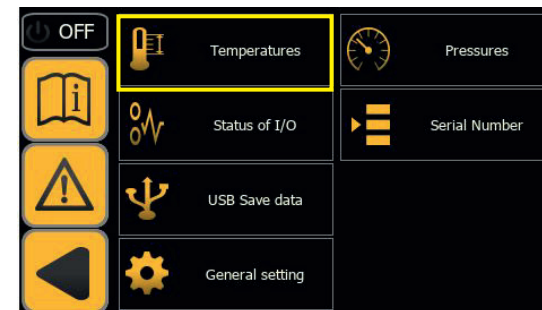 OFF
Temperatures
Pressures
i
Status of I/O
Serial Number
USB Save data
General setting